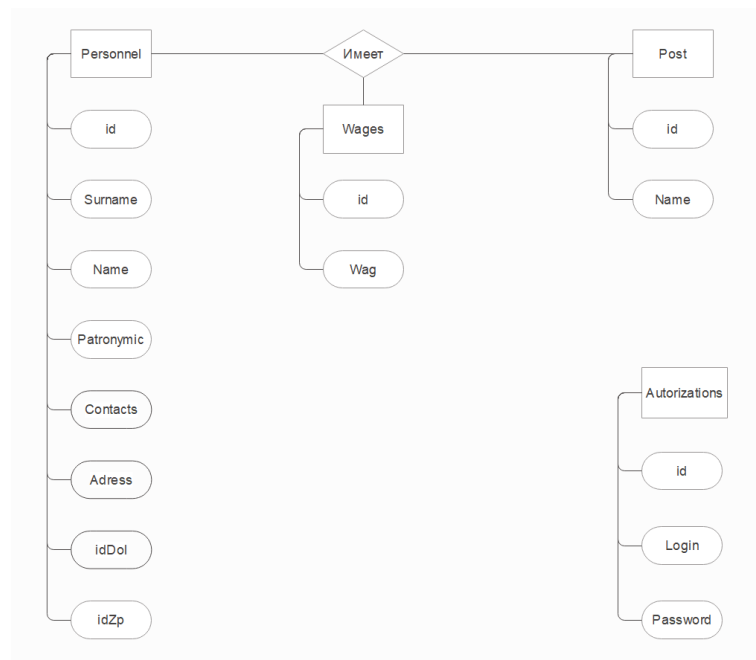 Personnel
Имеет
Post
id
Wages
id
Surname
id
Name
Name
Wag
Patronymic
Autorizations
Contacts
id
Adress
Login
idDol
Password
idZp